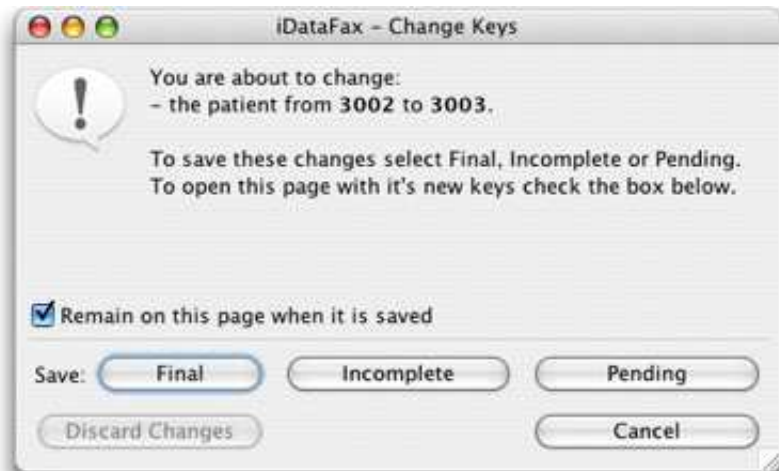 iDataFax – Change Keys
You are about to change:
– the patient from 3002 to 3003.
To save these changes select Final, Incomplete or Pending.
To open this page with it's new keys check the box below.
Remain on this page when it is saved
Save: Final Incomplete Pending
Discard Changes Cancel